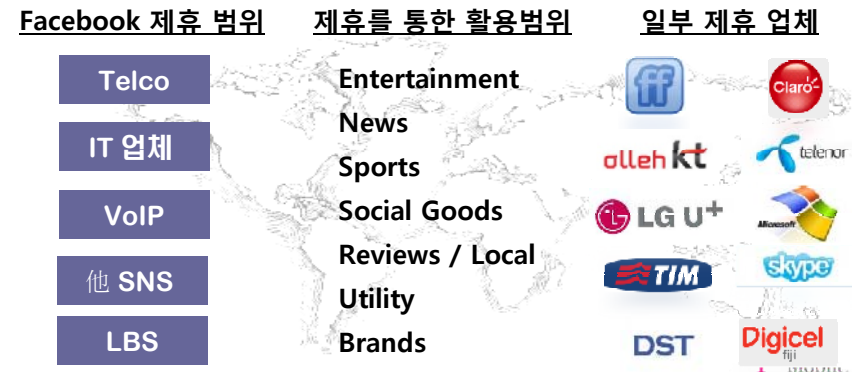 Facebook 제휴 범위
Telco
IT 업체
VoIP
他 SNS
LBS
제휴를 통한 활용범위
Entertainment
News
Sports
Social Goods
Reviews / Local
Utility
Brands
일부 제휴 업체
ff
Claro
olleh kt
telenor
LG U+
Microsoft
TIM
skype
DST
Digicel
fiji